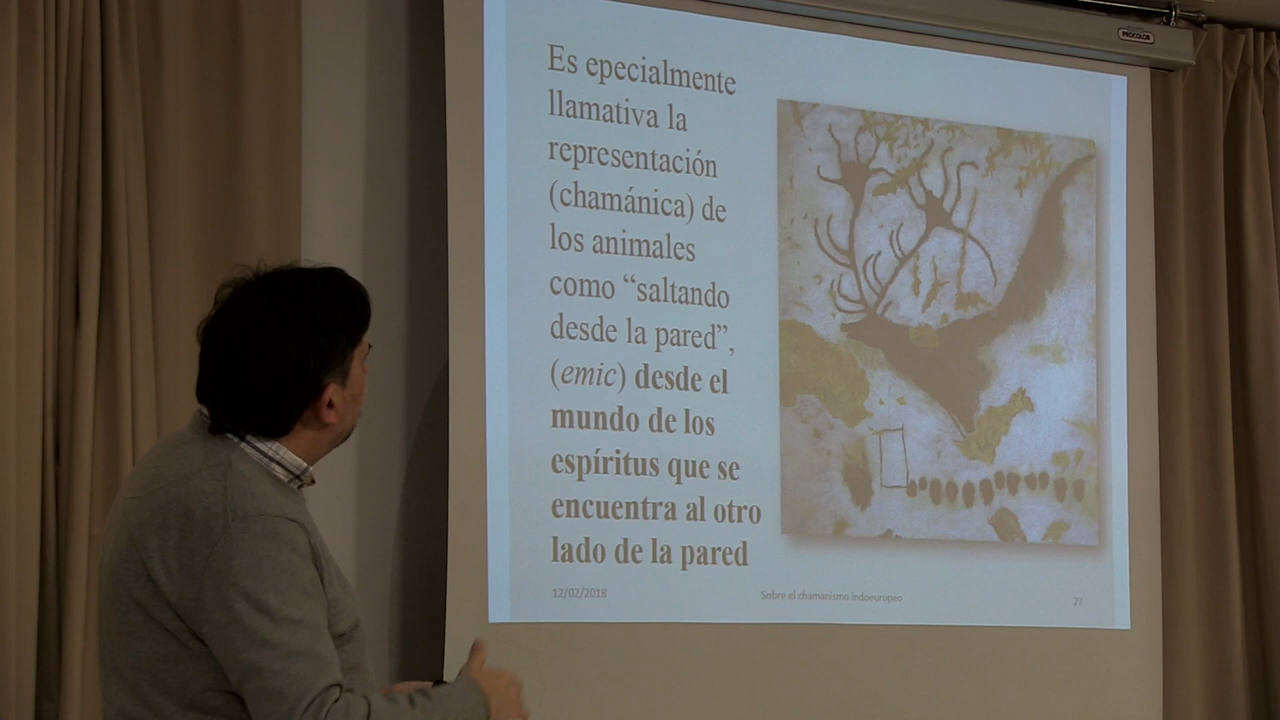 PROCOLOR
Es epecialmente
llamativa la
representación
(chamánica) de
los animales
como “saltando
desde la pared”,
(emic) desde el
mundo de los
espíritus que se
encuentra al otro
lado de la pared
12/02/2018
Sobre el chamanismo indoeuropeo
27